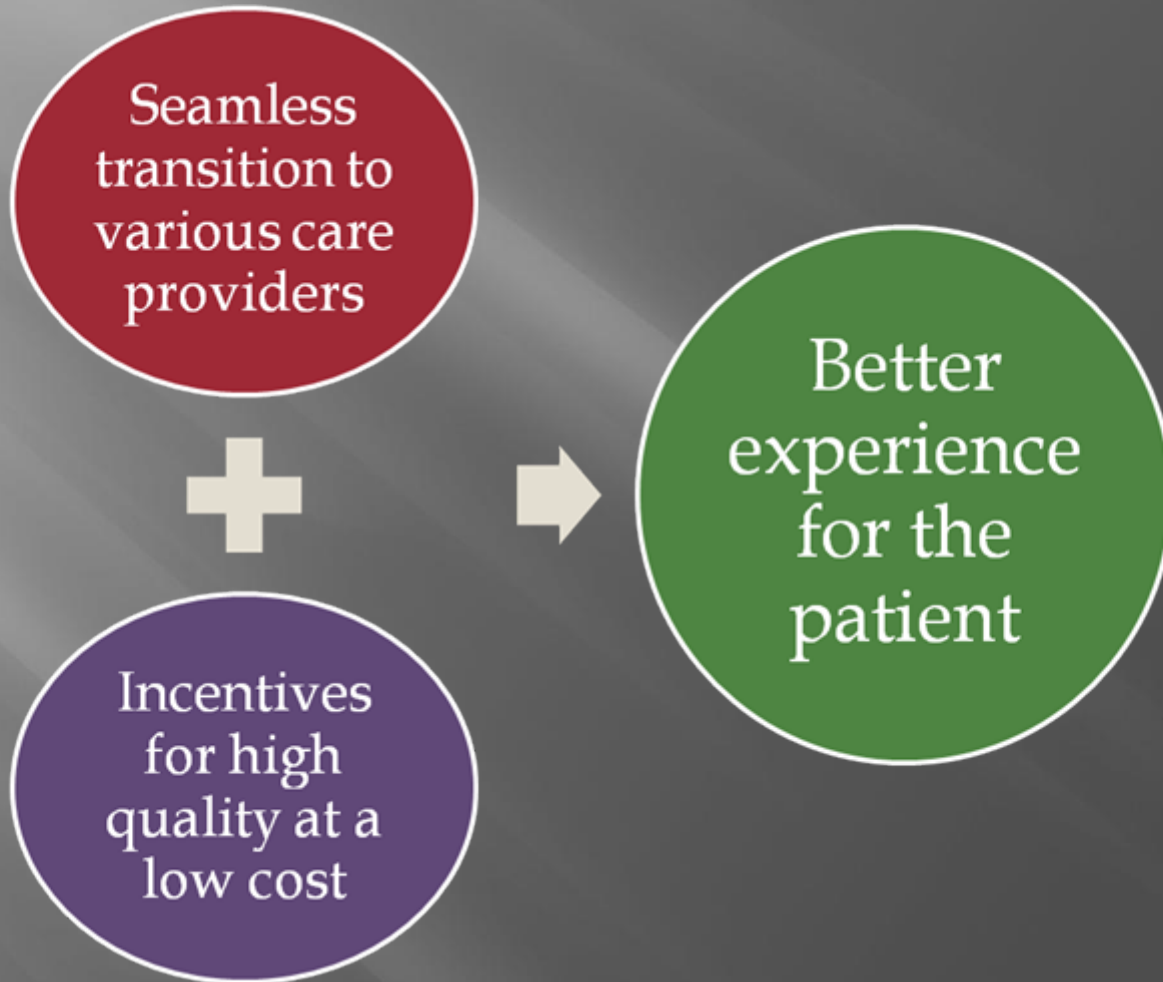 Seamless
transition to
various care
providers
Incentives
for high
quality at a
low cost
Better
experience
for the
patient